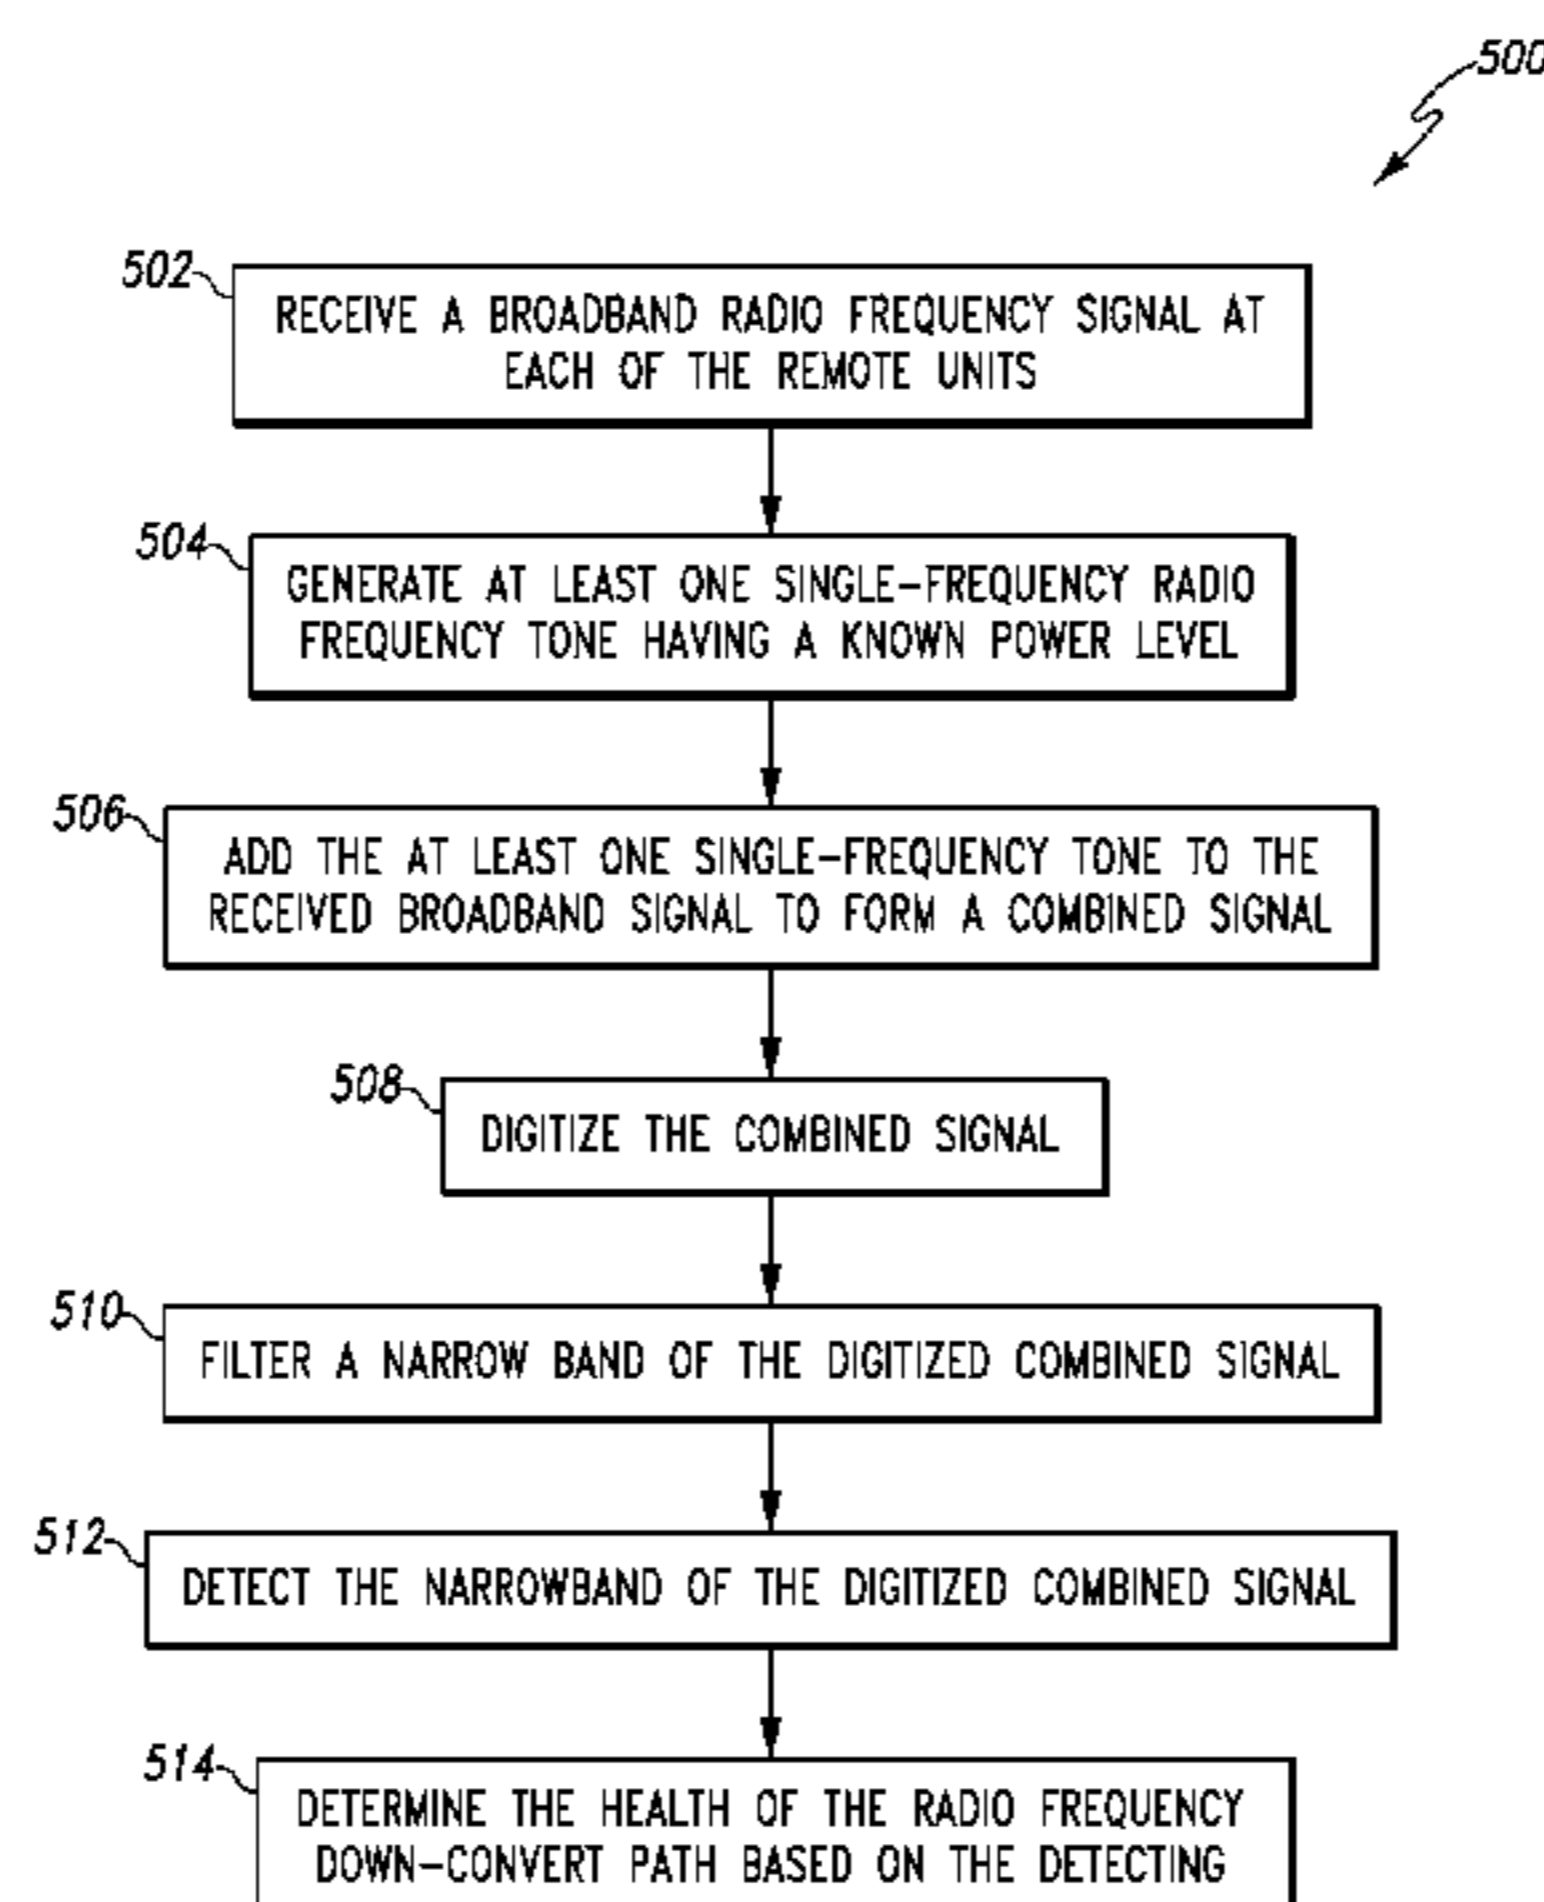 500
502
RECEIVE A BROADBAND RADIO FREQUENCY SIGNAL AT
EACH OF THE REMOTE UNITS
504
GENERATE AT LEAST ONE SINGLE-FREQUENCY RADIO
FREQUENCY TONE HAVING A KNOWN POWER LEVEL
506
ADD THE AT LEAST ONE SINGLE-FREQUENCY TONE TO THE
RECEIVED BROADBAND SIGNAL TO FORM A COMBINED SIGNAL
508
DIGITIZE THE COMBINED SIGNAL
510
FILTER A NARROW BAND OF THE DIGITIZED COMBINED SIGNAL
512
DETECT THE NARROWBAND OF THE DIGITIZED COMBINED SIGNAL
514
DETERMINE THE HEALTH OF THE RADIO FREQUENCY
DOWN-CONVERT PATH BASED ON THE DETECTING